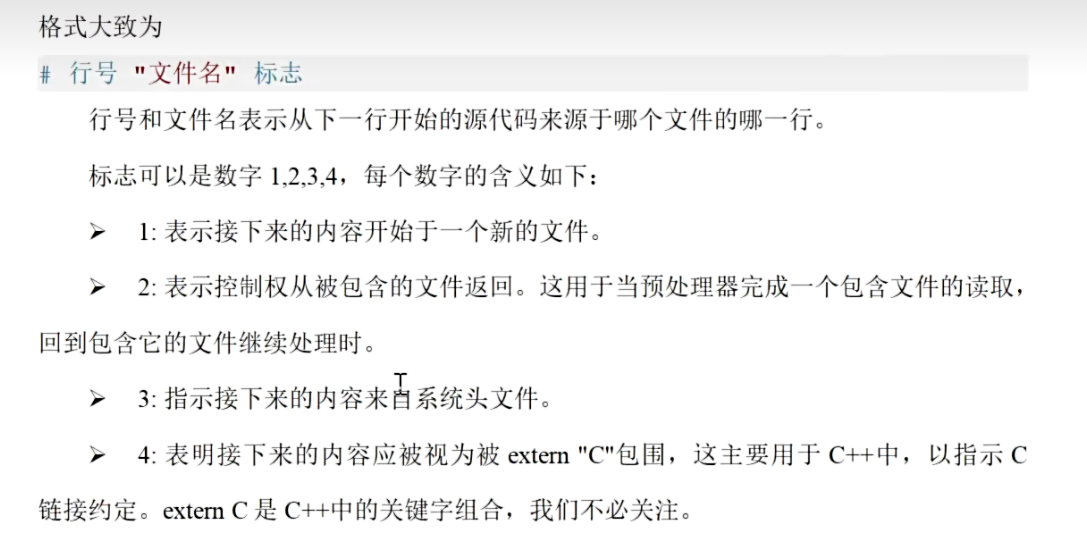 格式大致为
# 行号 "文件名" 标志
行号和文件名表示从下一行开始的源代码来源于哪个文件的哪一行。
标志可以是数字 1,2,3,4，每个数字的含义如下：
➢ 1: 表示接下来的内容开始于一个新的文件。
➢ 2: 表示控制权从被包含的文件返回。这用于当预处理器完成一个包含文件的读取，
回到包含它的文件继续处理时。
➢ 3: 指示接下来的内容来自系统头文件。
➢ 4: 表明接下来的内容应被视为被 extern "C"包围，这主要用于 C++中，以指示 C
链接约定。extern C 是 C++中的关键字组合，我们不必关注。